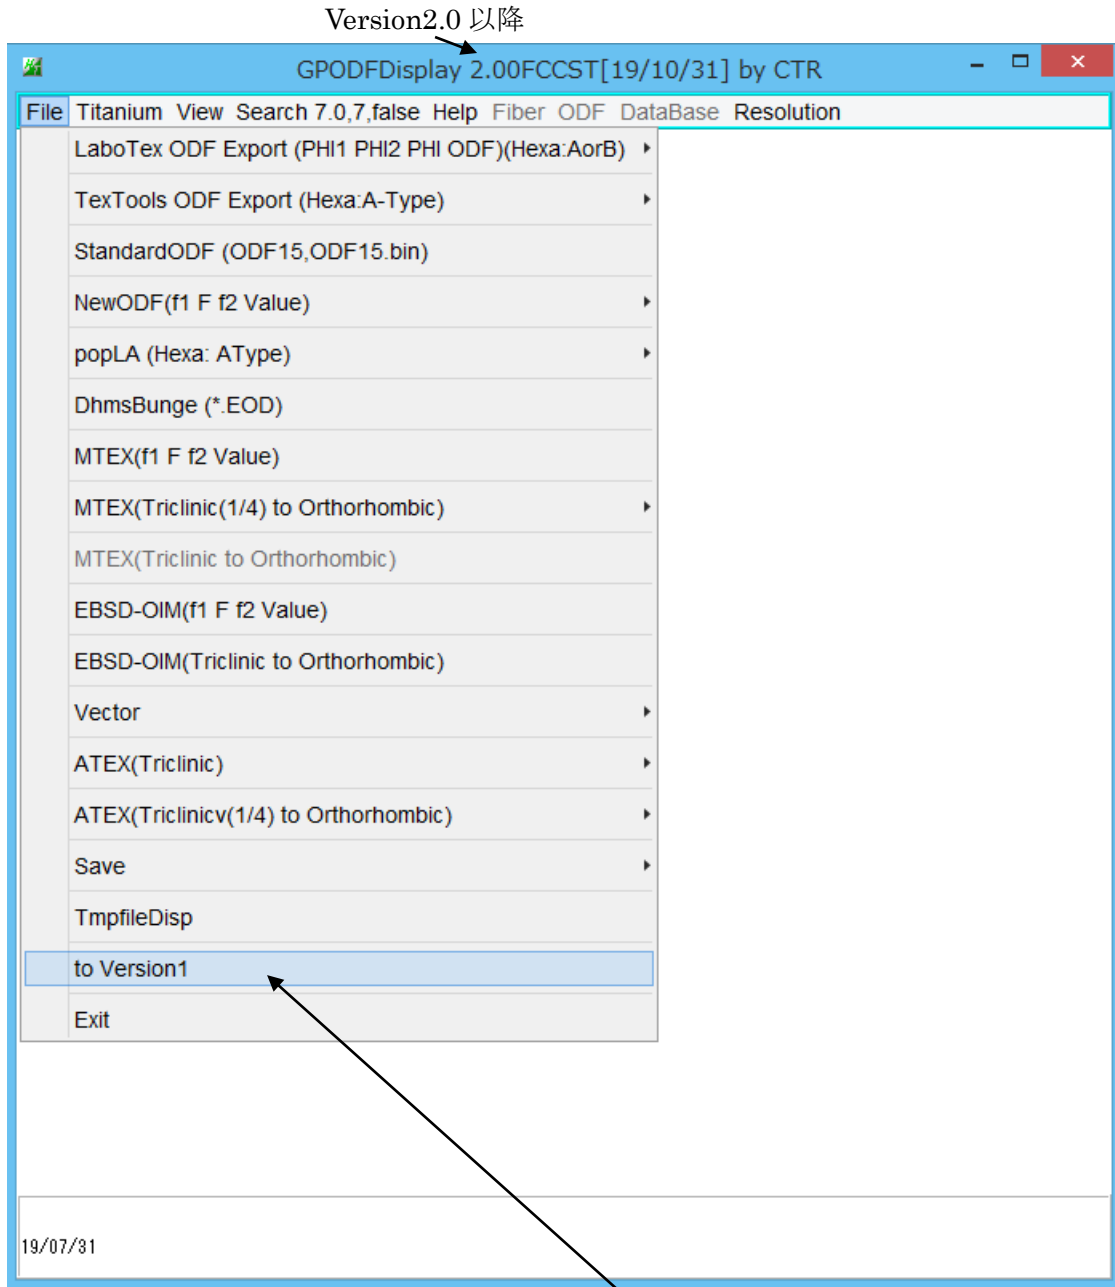 Version2.0 以降
GPODFDisplay 2.00FCCST[19/10/31] by CTR
File Titanium View Search 7.0,7,false Help Fiber ODF DataBase Resolution
LaboTex ODF Export (PHI1 PHI2 PHI ODF)(Hexa:AorB)
TexTools ODF Export (Hexa:A-Type)
StandardODF (ODF15,ODF15.bin)
NewODF(f1 F f2 Value)
popLA (Hexa: AType)
DhmsBunge (*.EOD)
MTEX(f1 F f2 Value)
MTEX(Triclinic(1/4) to Orthorhombic)
MTEX(Triclinic to Orthorhombic)
EBSD-OIM(f1 F f2 Value)
EBSD-OIM(Triclinic to Orthorhombic)
Vector
ATEX(Triclinic)
ATEX(Triclinicv(1/4) to Orthorhombic)
Save
TmpfileDisp
to Version1
Exit
19/07/31